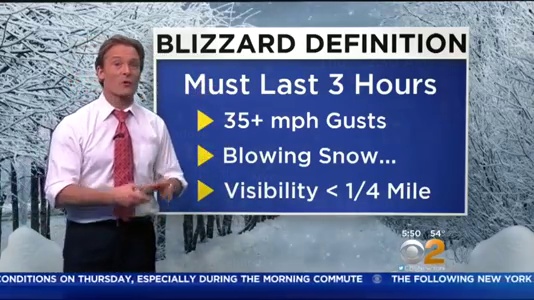 BLIZZARD DEFINITION
Must Last 3 Hours
35+ mph Gusts
Blowing Snow...
Visibility < 1/4 Mile
5:50 54°
2
CONDITIONS ON THURSDAY, ESPECIALLY DURING THE MORNING COMMUTE THE FOLLOWING NEW YORK